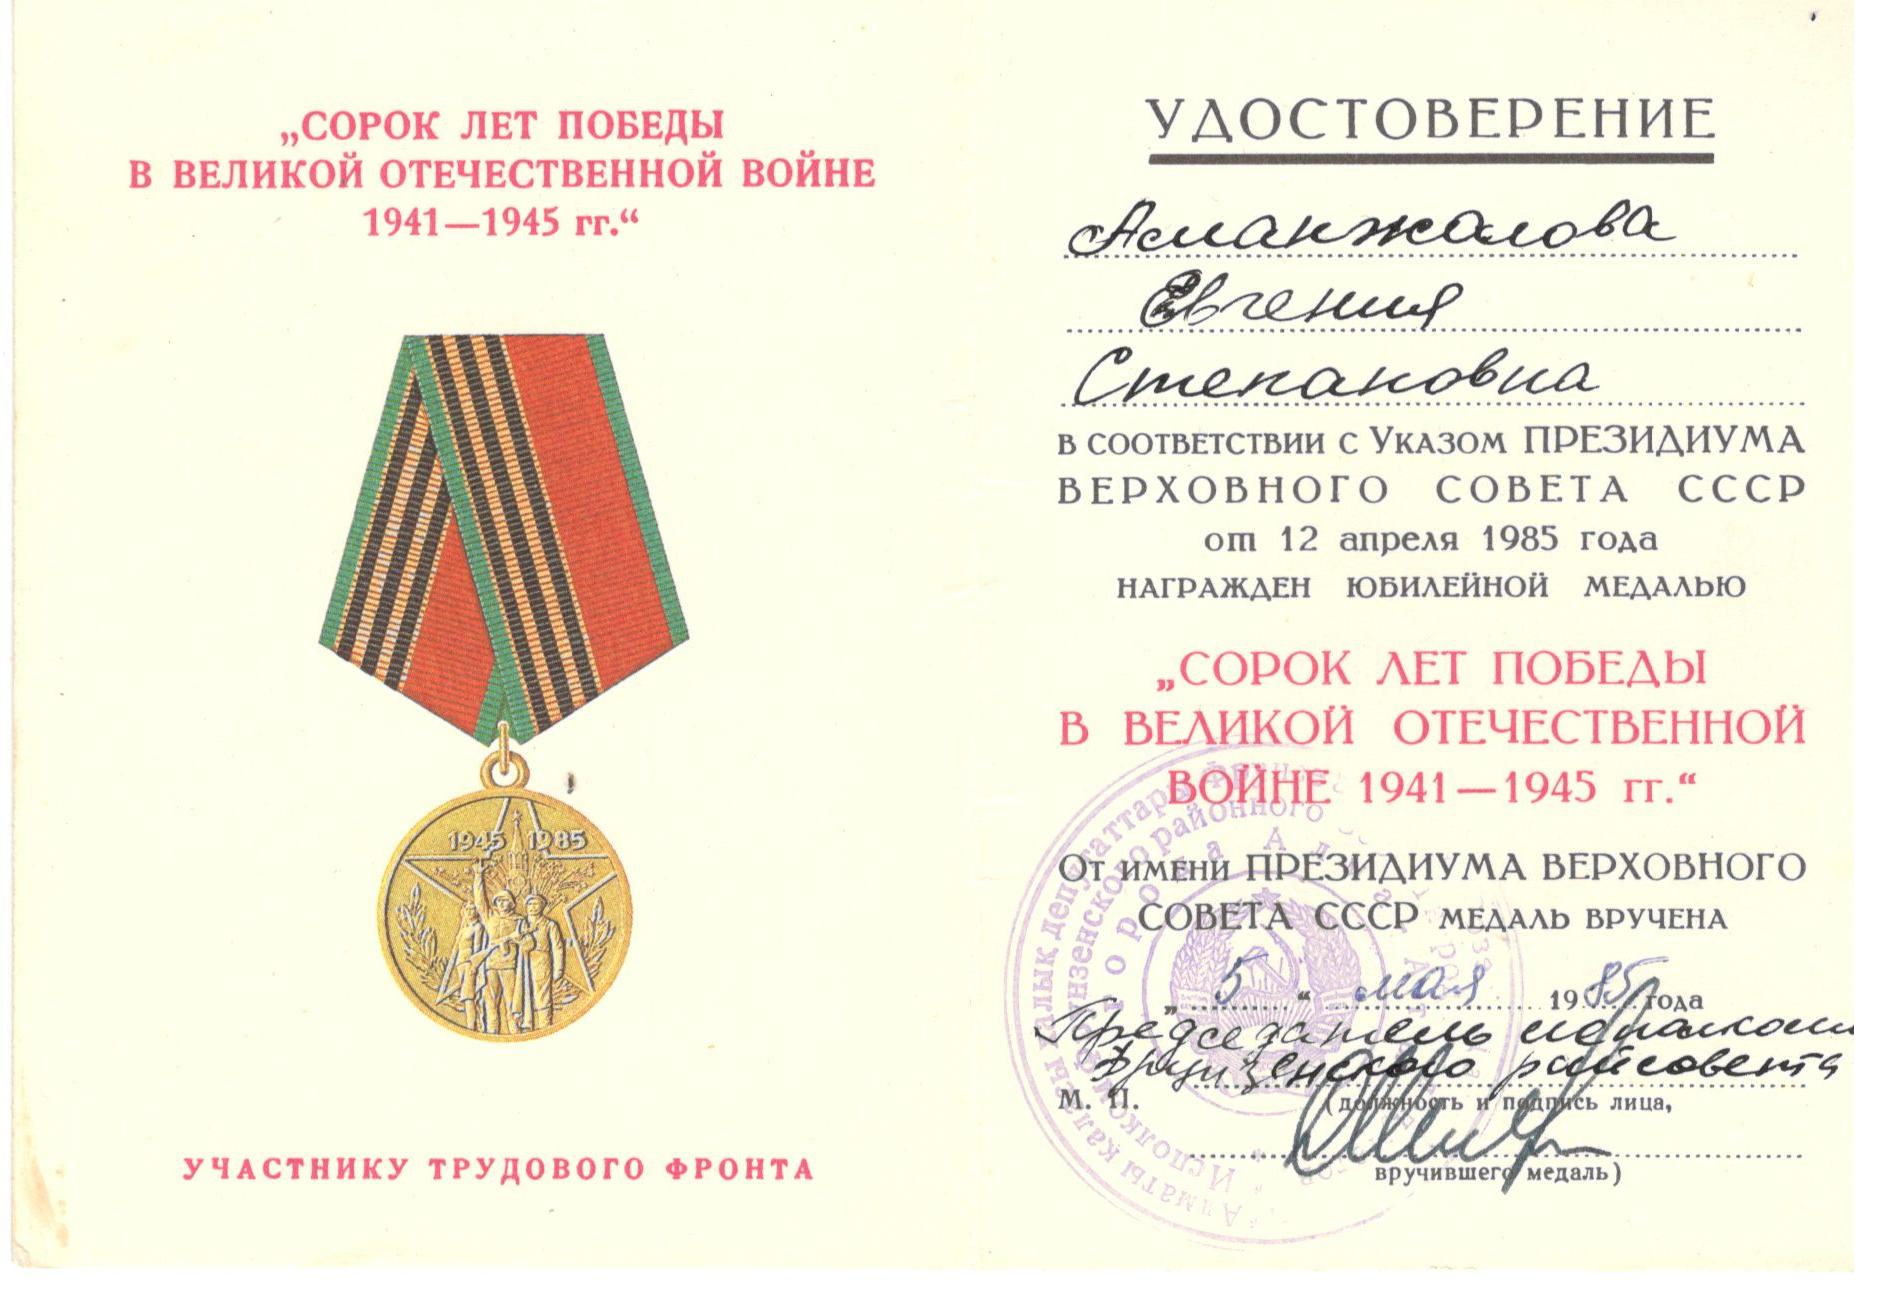 „СОРОК ЛЕТ ПОБЕДЫ
В ВЕЛИКОЙ ОТЕЧЕСТВЕННОЙ ВОЙНЕ
1941—1945 гг.“
1945 1985
УЧАСТНИКУ ТРУДОВОГО ФРОНТА
УДОСТОВЕРЕНИЕ
Аманжолова
Евгения
Степановна
В СООТВЕТСТВИИ С УКАЗОМ ПРЕЗИДИУМА
ВЕРХОВНОГО СОВЕТА СССР
от 12 апреля 1985 года
НАГРАЖДЕН ЮБИЛЕЙНОЙ МЕДАЛЬЮ
„СОРОК ЛЕТ ПОБЕДЫ
В ВЕЛИКОЙ ОТЕЧЕСТВЕННОЙ
ВОЙНЕ 1941—1945 гг.“
ОТ ИМЕНИ ПРЕЗИДИУМА ВЕРХОВНОГО
СОВЕТА СССР МЕДАЛЬ ВРУЧЕНА
„5“ мая 1985 года
Председатель исполкома
Фрунзенского райсовета
М. П.
(должность и подпись лица,
вручившего медаль)